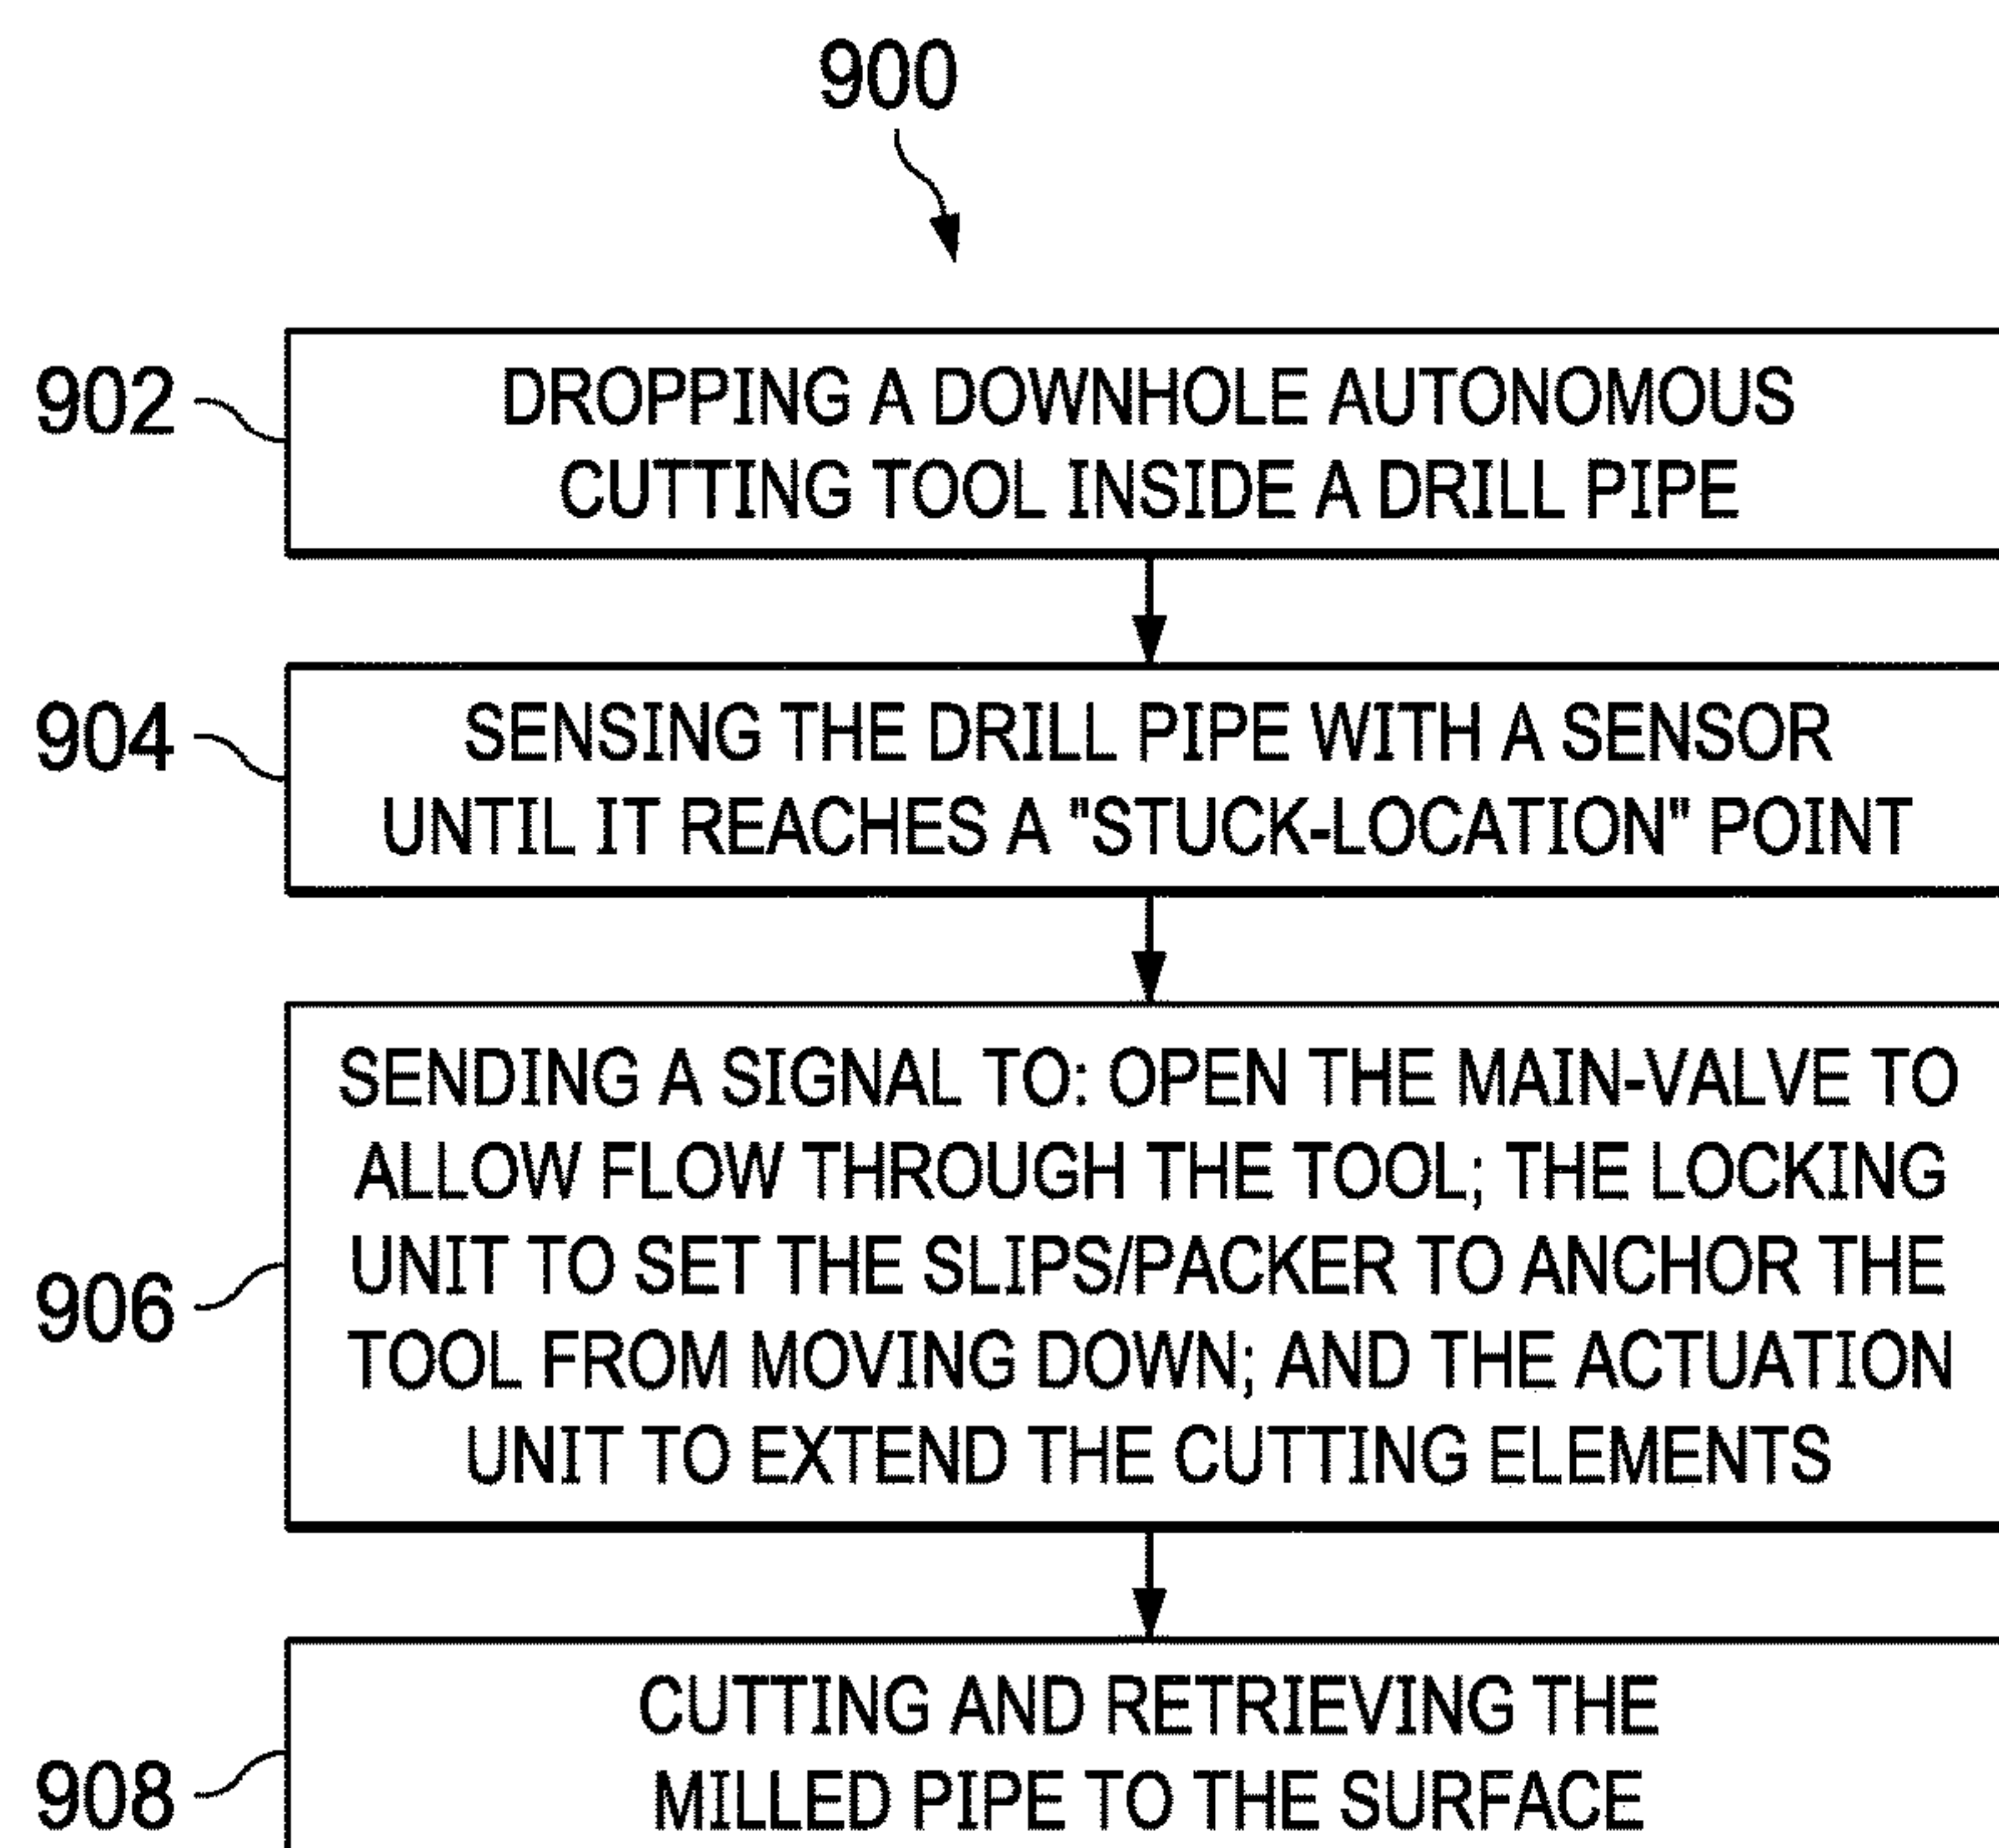 900
902
DROPPING A DOWNHOLE AUTONOMOUS
CUTTING TOOL INSIDE A DRILL PIPE
904
SENSING THE DRILL PIPE WITH A SENSOR
UNTIL IT REACHES A "STUCK-LOCATION" POINT
906
SENDING A SIGNAL TO: OPEN THE MAIN-VALVE TO
ALLOW FLOW THROUGH THE TOOL; THE LOCKING
UNIT TO SET THE SLIPS/PACKER TO ANCHOR THE
TOOL FROM MOVING DOWN; AND THE ACTUATION
UNIT TO EXTEND THE CUTTING ELEMENTS
908
CUTTING AND RETRIEVING THE
MILLED PIPE TO THE SURFACE